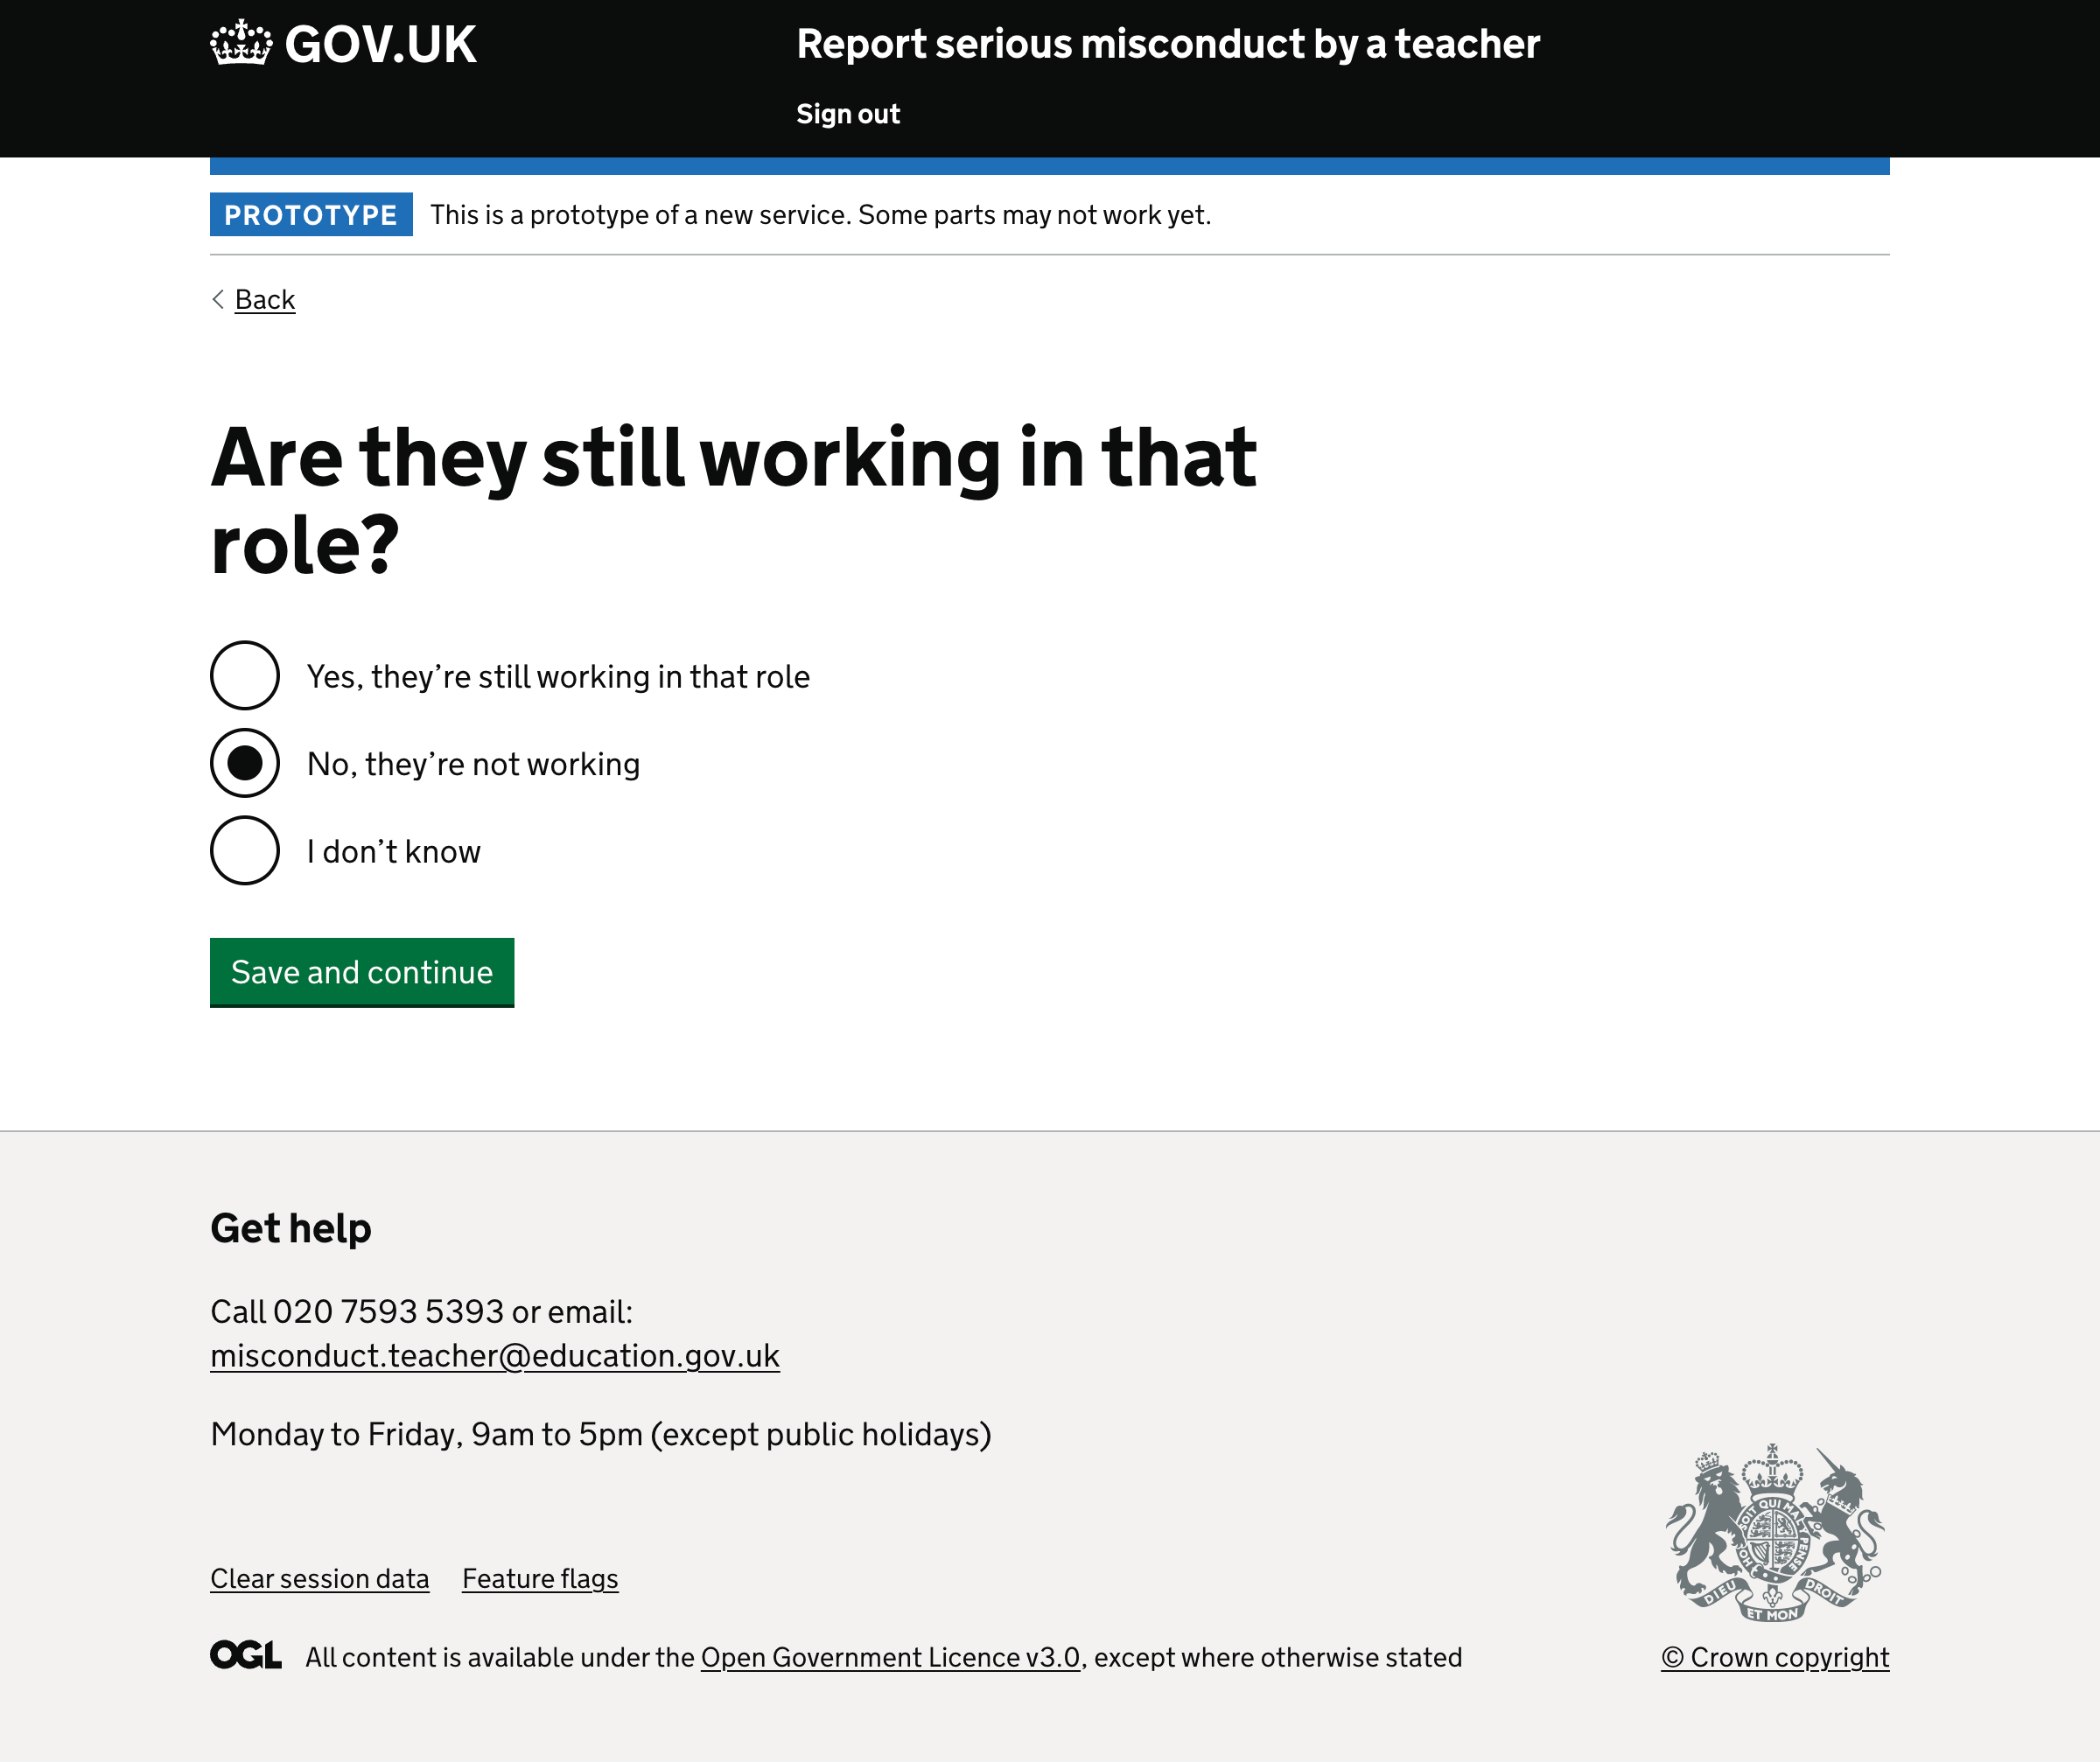 GOV.UK
Report serious misconduct by a teacher
Sign out
PROTOTYPE This is a prototype of a new service. Some parts may not work yet.
Back
Are they still working in that
role?
Yes, they’re still working in that role
No, they’re not working
I don’t know
Save and continue
Get help
Call 020 7593 5393 or email:
misconduct.teacher@education.gov.uk
Monday to Friday, 9am to 5pm (except public holidays)
HONI SOIT QUI MAL Y PENSE
DIEU ET MON DROIT
Clear session data Feature flags
OGL All content is available under the Open Government Licence v3.0, except where otherwise stated
© Crown copyright